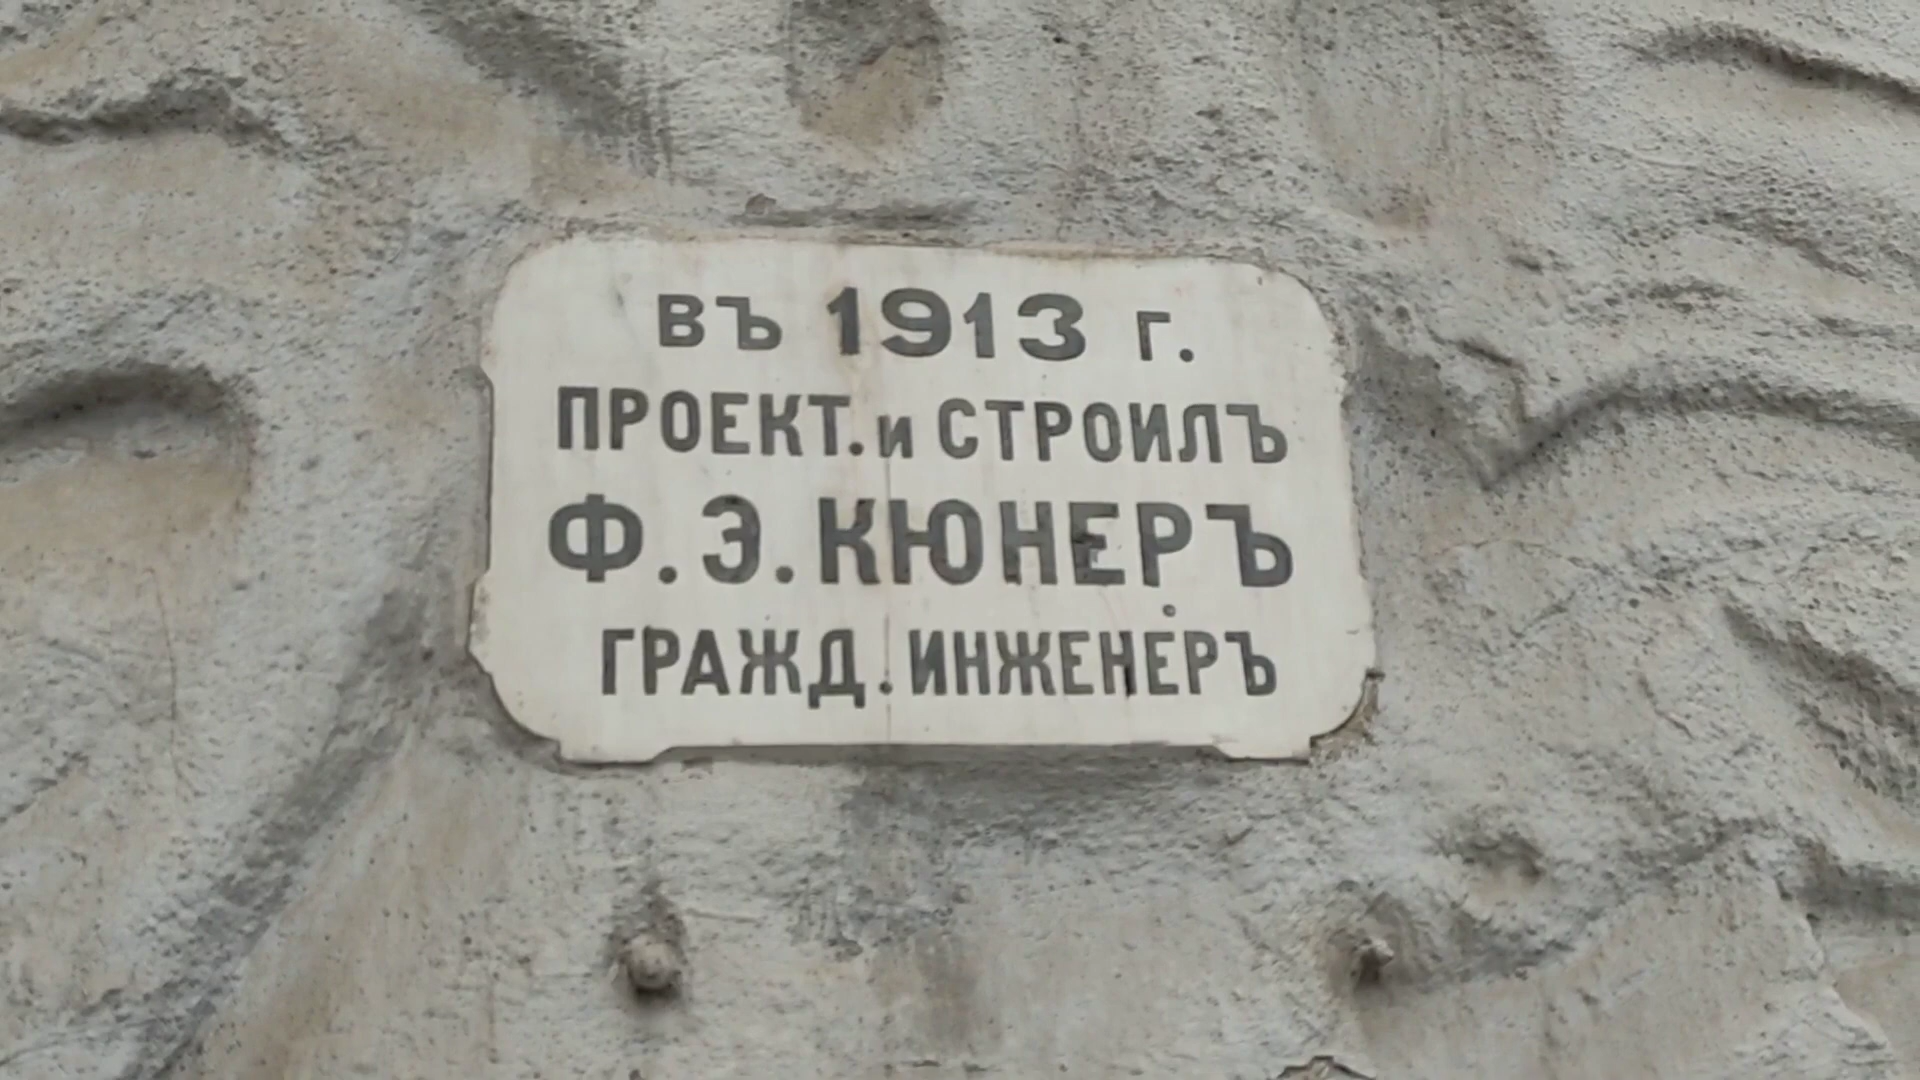 ВЪ 1913 Г.
ПРОЕКТ. И СТРОИЛЪ
Ф. Э. КЮНЕРЪ
ГРАЖД. ИНЖЕНЕРЪ